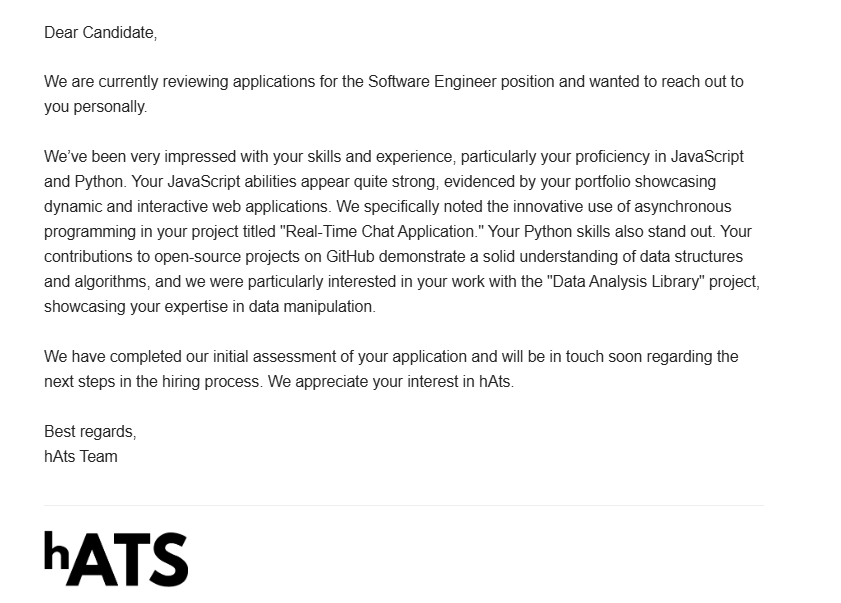 Dear Candidate,
We are currently reviewing applications for the Software Engineer position and wanted to reach out to
you personally.
We’ve been very impressed with your skills and experience, particularly your proficiency in JavaScript
and Python. Your JavaScript abilities appear quite strong, evidenced by your portfolio showcasing
dynamic and interactive web applications. We specifically noted the innovative use of asynchronous
programming in your project titled "Real-Time Chat Application." Your Python skills also stand out. Your
contributions to open-source projects on GitHub demonstrate a solid understanding of data structures
and algorithms, and we were particularly interested in your work with the "Data Analysis Library" project,
showcasing your expertise in data manipulation.
We have completed our initial assessment of your application and will be in touch soon regarding the
next steps in the hiring process. We appreciate your interest in hAts.
Best regards,
hAts Team
hATS